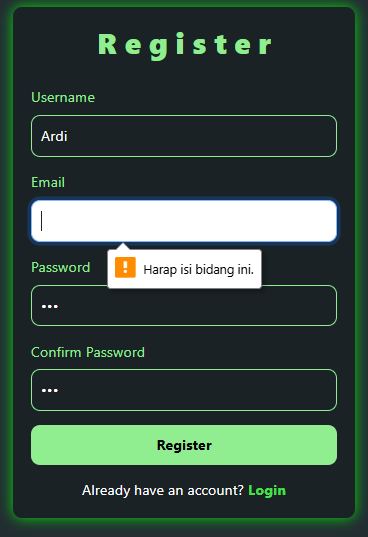 Register
Username
Ardi
Email
Harap isi bidang ini.
Password
•••
Confirm Password
•••
Register
Already have an account? Login